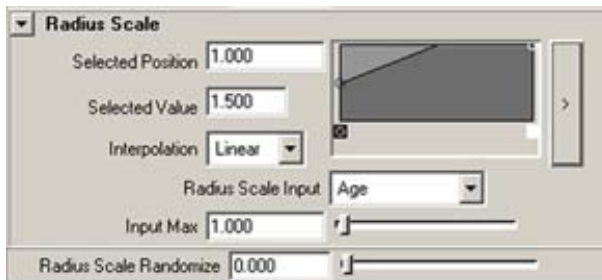 Radius Scale
Selected Position 1.000
Selected Value 1.500
Interpolation Linear
>
Radius Scale Input Age
Input Max 1.000
Radius Scale Randomize 0.000